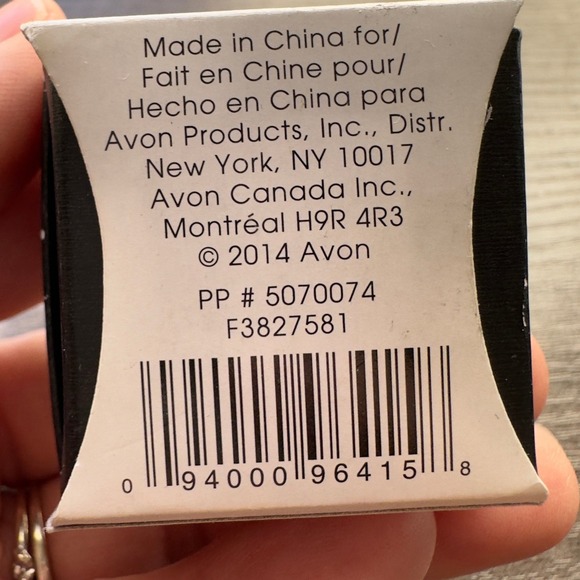 Made in China for/
Fait en Chine pour/
Hecho en China para
Avon Products, Inc., Distr.
New York, NY 10017
Avon Canada Inc.,
Montréal H9R 4R3
© 2014 Avon
PP # 5070074
F3827581
0 94000 96415 8